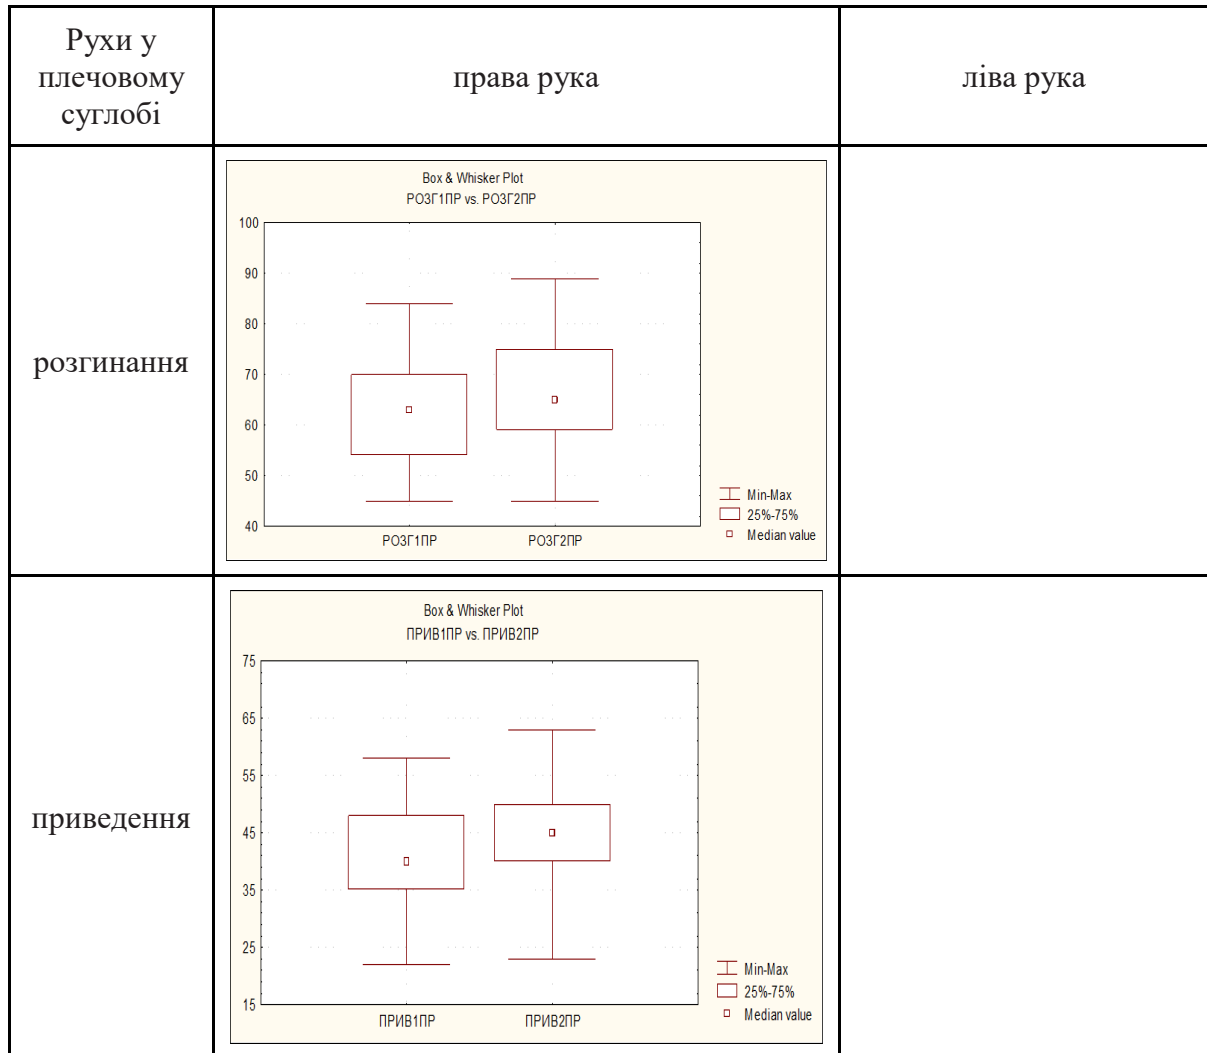 Рухи у
плечовому
суглобі
права рука
ліва рука
розгинання
Box & Whisker Plot
РОЗГ1ПР vs. РОЗГ2ПР
100
90
80
70
60
50
40
РОЗГ1ПР
РОЗГ2ПР
Min-Max
25%-75%
Median value
приведення
Box & Whisker Plot
ПРИВ1ПР vs. ПРИВ2ПР
75
65
55
45
35
25
15
ПРИВ1ПР
ПРИВ2ПР
Min-Max
25%-75%
Median value